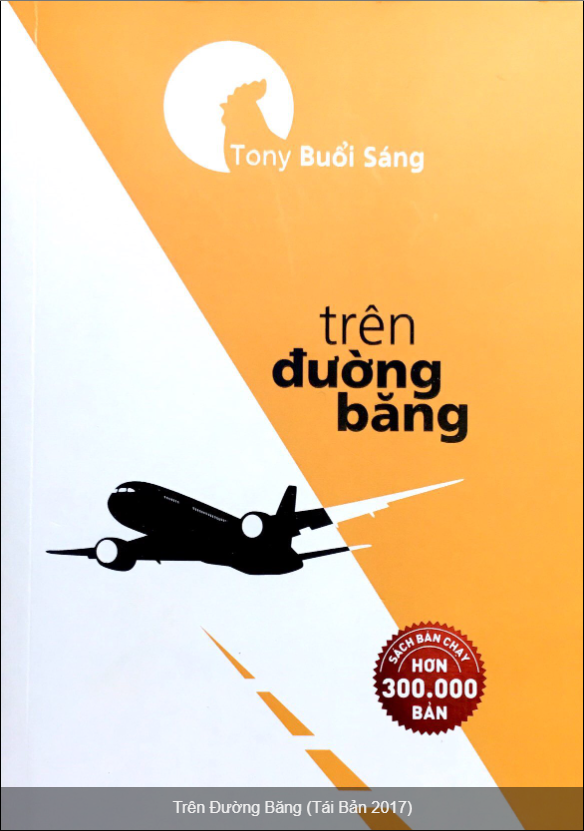 Tony Buổi Sáng
trên
đường
băng
SÁCH BÁN CHẠY
HƠN
300.000
BẢN
Trên Đường Băng (Tái Bản 2017)